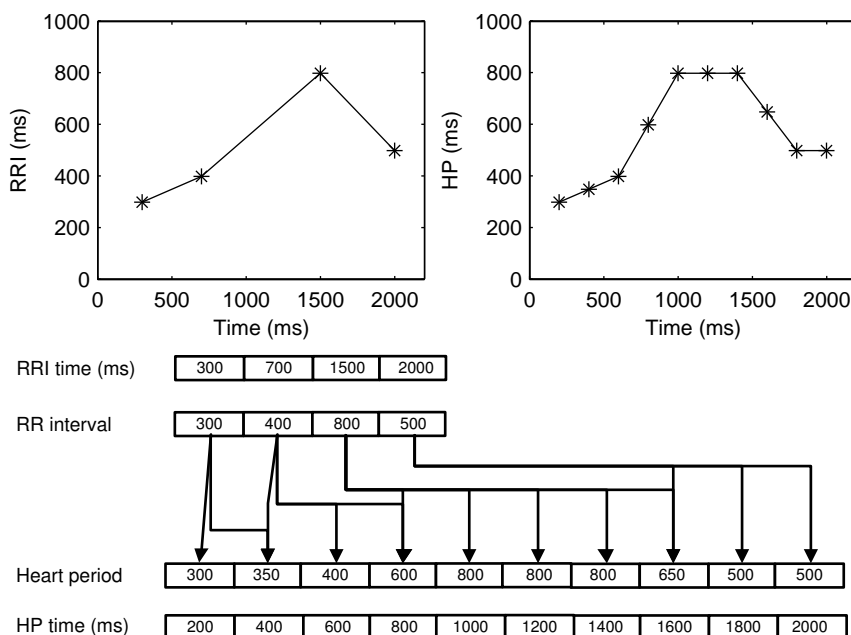 1000
800
600
400
200
0
RRI (ms)
0 500 1000 1500 2000
Time (ms)
1000
800
600
400
200
0
HP (ms)
0 500 1000 1500 2000
Time (ms)
RRI time (ms) 300 700 1500 2000
RR interval 300 400 800 500
Heart period 300 350 400 600 800 800 800 650 500 500
HP time (ms) 200 400 600 800 1000 1200 1400 1600 1800 2000